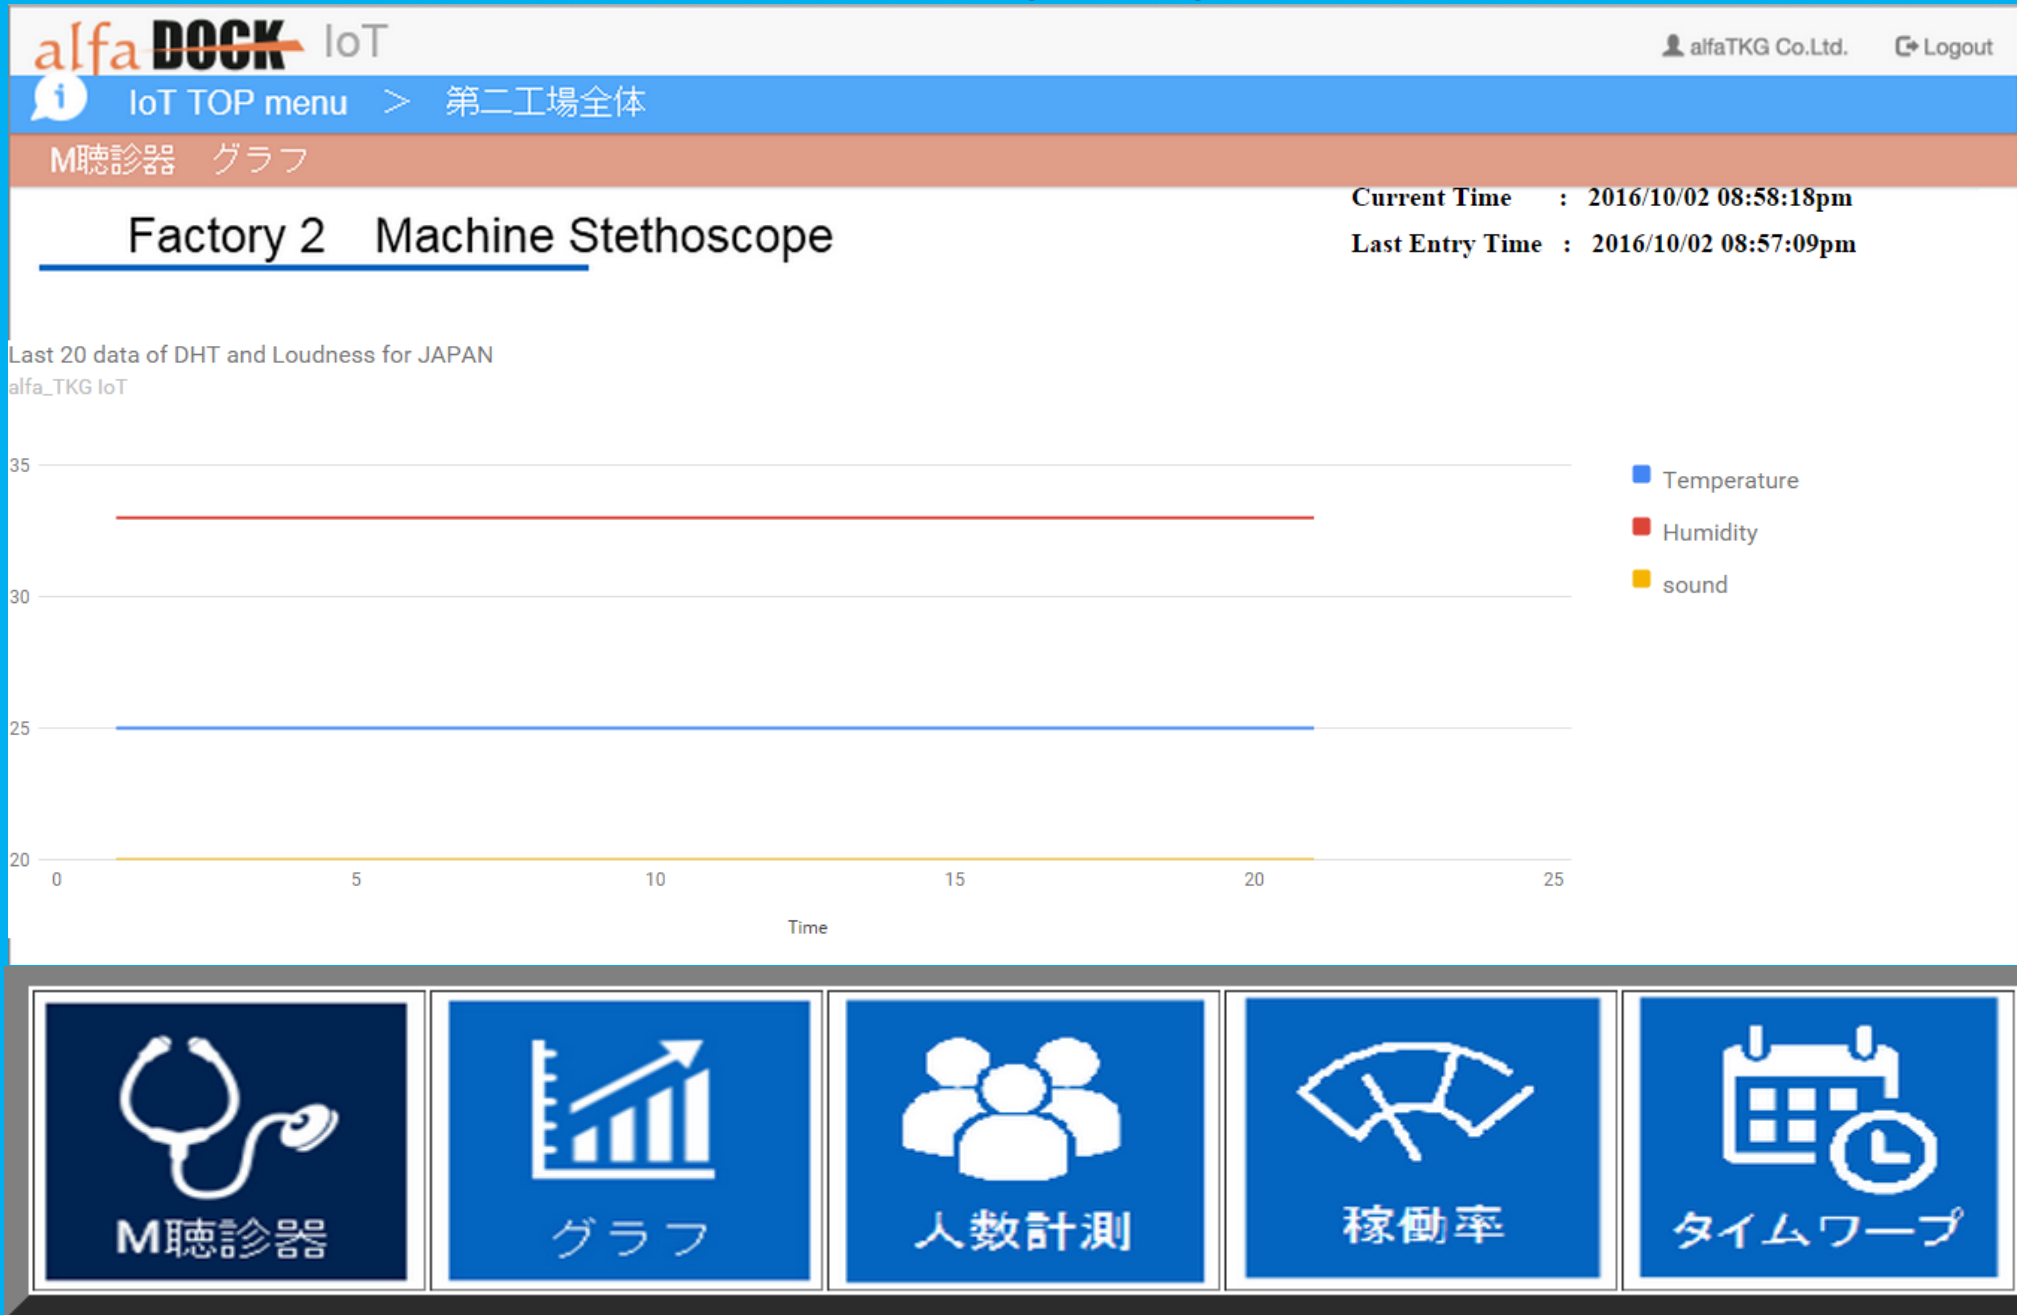 alfa DOCK IoT
alfaTKG Co.Ltd. Logout
IoT TOP menu ＞ 第二工場全体
M聴診器 グラフ
Current Time : 2016/10/02 08:58:18pm
Factory 2 Machine Stethoscope
Last Entry Time : 2016/10/02 08:57:09pm
Last 20 data of DHT and Loudness for JAPAN
alfa_TKG IoT
35
Temperature
Humidity
sound
30
25
20
0 5 10 15 20 25
Time
M聴診器 グラフ 人数計測 稼働率 タイムワープ